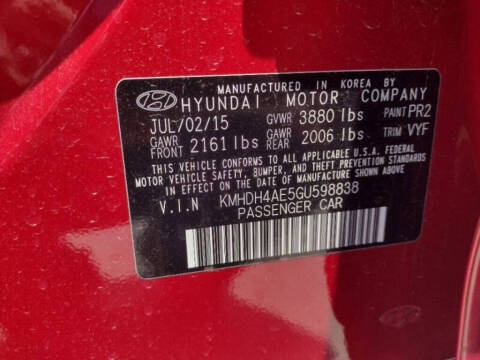 MANUFACTURED IN KOREA BY
HYUNDAI MOTOR COMPANY
JUL/02/15 GVWR 3880 lbs PAINT PR2
GAWR FRONT 2161 lbs GAWR REAR 2006 lbs TRIM VYF
THIS VEHICLE CONFORMS TO ALL APPLICABLE U.S.A. FEDERAL
MOTOR VEHICLE SAFETY, BUMPER, AND THEFT PREVENTION
STANDARDS IN EFFECT ON THE DATE OF MANUFACTURE SHOWN ABOVE.
V.I.N KMHDH4AE5GU598838
PASSENGER CAR